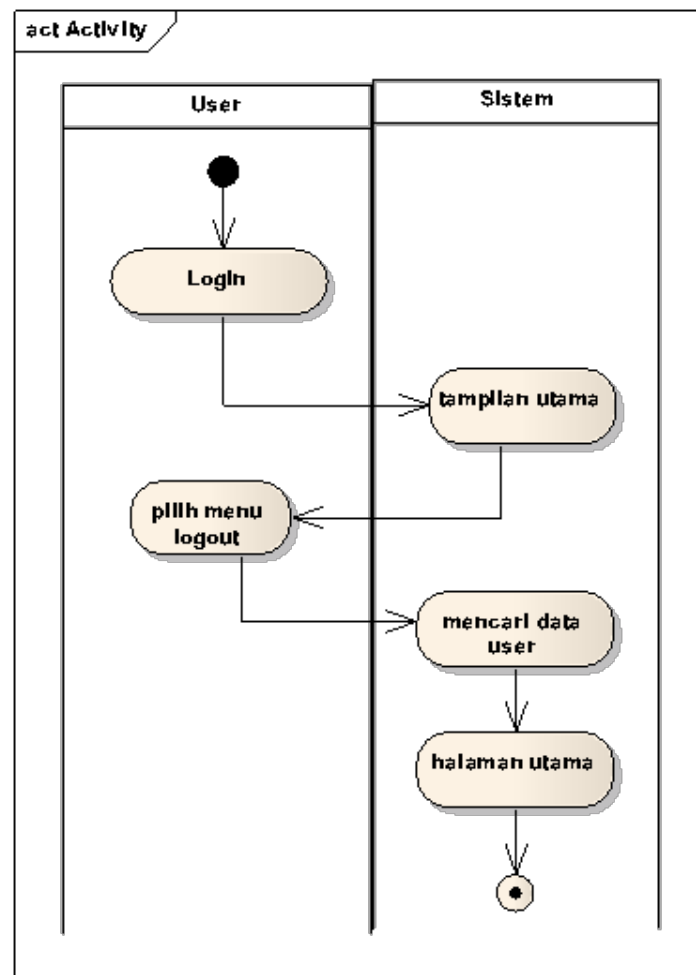 act Activity
User
Sistem
Login
tampilan utama
pilih menu
logout
mencari data
user
halaman utama